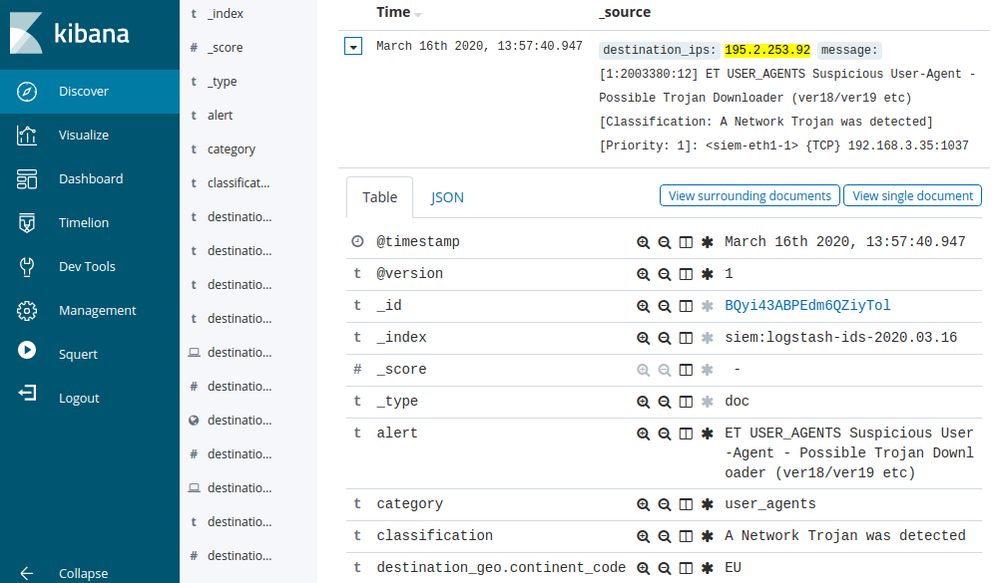 kibana
Discover
Visualize
Dashboard
Timelion
Dev Tools
Management
Squert
Logout
Collapse
t _index
# _score
t _type
t alert
t category
t classificat...
t destinatio...
t destinatio...
t destinatio...
t destinatio...
destinatio...
# destinatio...
destinatio...
# destinatio...
destinatio...
t destinatio...
# destinatio...
Time _source
March 16th 2020, 13:57:40.947 destination_ips: 195.2.253.92 message:
[1:2003380:12] ET USER_AGENTS Suspicious User-Agent -
Possible Trojan Downloader (ver18/ver19 etc)
[Classification: A Network Trojan was detected]
[Priority: 1]: <siem-eth1-1> {TCP} 192.168.3.35:1037
Table JSON View surrounding documents View single document
@timestamp March 16th 2020, 13:57:40.947
t @version 1
t _id BQyi43ABPEdm6QZiyTol
t _index siem:logstash-ids-2020.03.16
# _score -
t _type doc
t alert ET USER_AGENTS Suspicious User
-Agent - Possible Trojan Downl
oader (ver18/ver19 etc)
t category user_agents
t classification A Network Trojan was detected
t destination_geo.continent_code EU